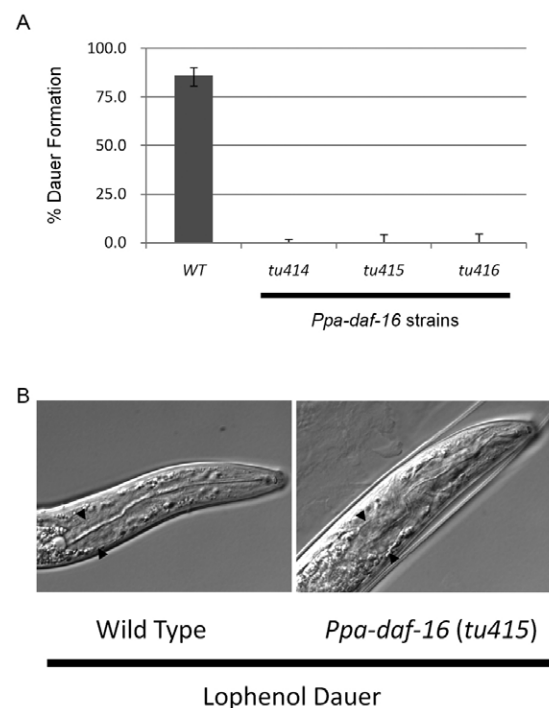 A
% Dauer Formation
100.0
75.0
50.0
25.0
0.0
WT tu414 tu415 tu416
Ppa-daf-16 strains
B
Wild Type Ppa-daf-16 (tu415)
Lophenol Dauer